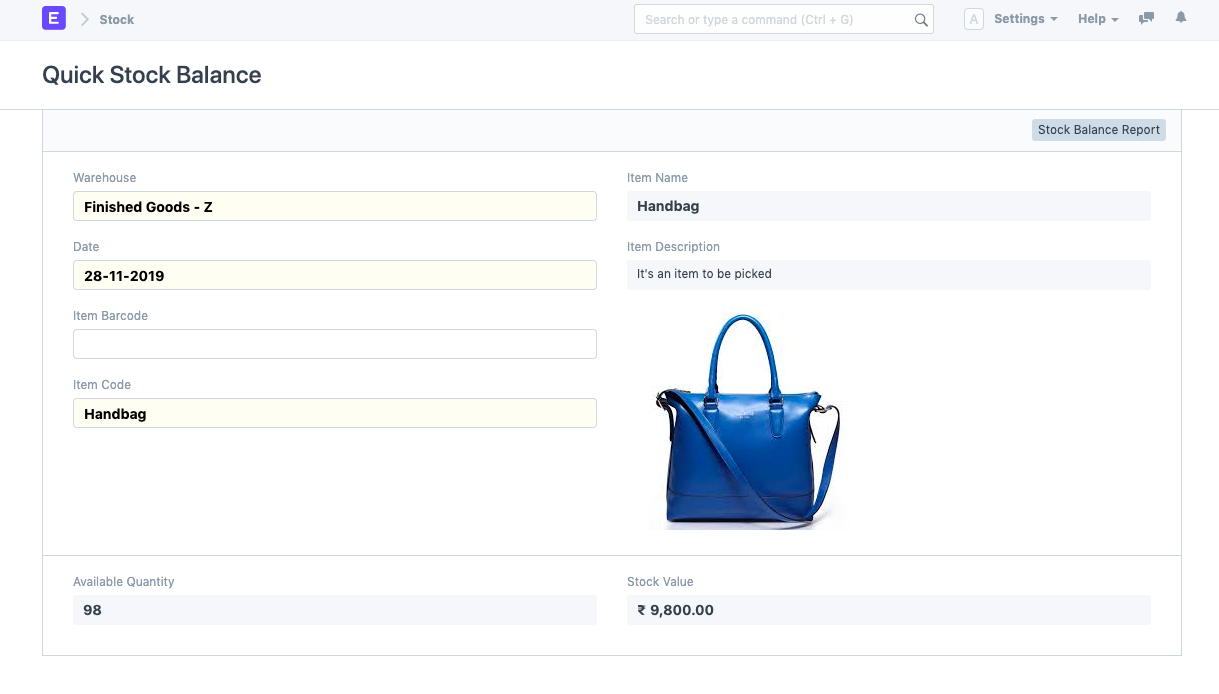 E
Stock
Search or type a command (Ctrl + G)
A
Settings
Help
Quick Stock Balance
Stock Balance Report
Warehouse
Finished Goods - Z
Date
28-11-2019
Item Barcode
Item Code
Handbag
Item Name
Handbag
Item Description
It's an item to be picked
Available Quantity
98
Stock Value
₹ 9,800.00